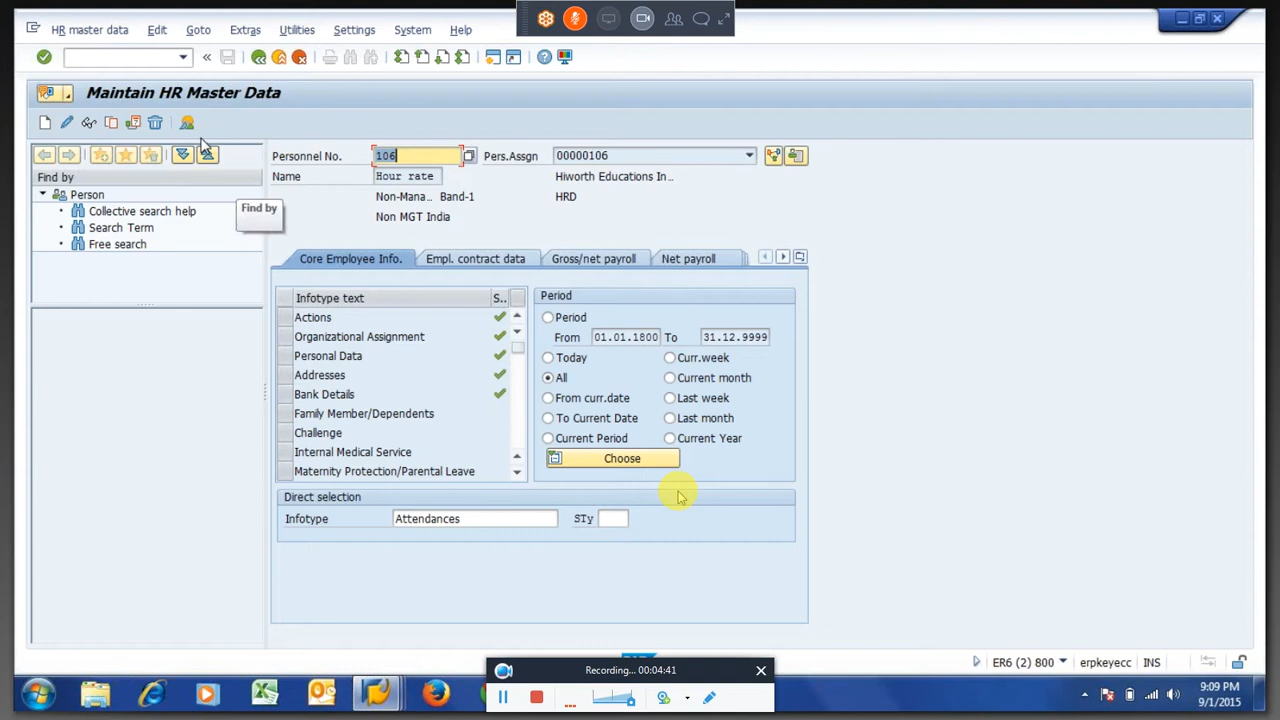 HR master data Edit Goto Extras Utilities Settings System Help
Maintain HR Master Data
Personnel No. 106 Pers.Assgn 00000106
Find by
Name Hour rate Hiworth Educations In...
Person
Non-Mana... Band-1 HRD
Collective search help
Find by
Non MGT India
Search Term
Free search
Core Employee Info. Empl. contract data Gross/net payroll Net payroll
Infotype text S..
Actions
Organizational Assignment
Personal Data
Addresses
Bank Details
Family Member/Dependents
Challenge
Internal Medical Service
Maternity Protection/Parental Leave
Period
Period
From 01.01.1800 To 31.12.9999
Today Curr.week
All Current month
From curr.date Last week
To Current Date Last month
Current Period Current Year
Choose
Direct selection
Infotype Attendances STy
ER6 (2) 800 erpkeyecc INS
Recording... 00:04:41
9:09 PM
9/1/2015